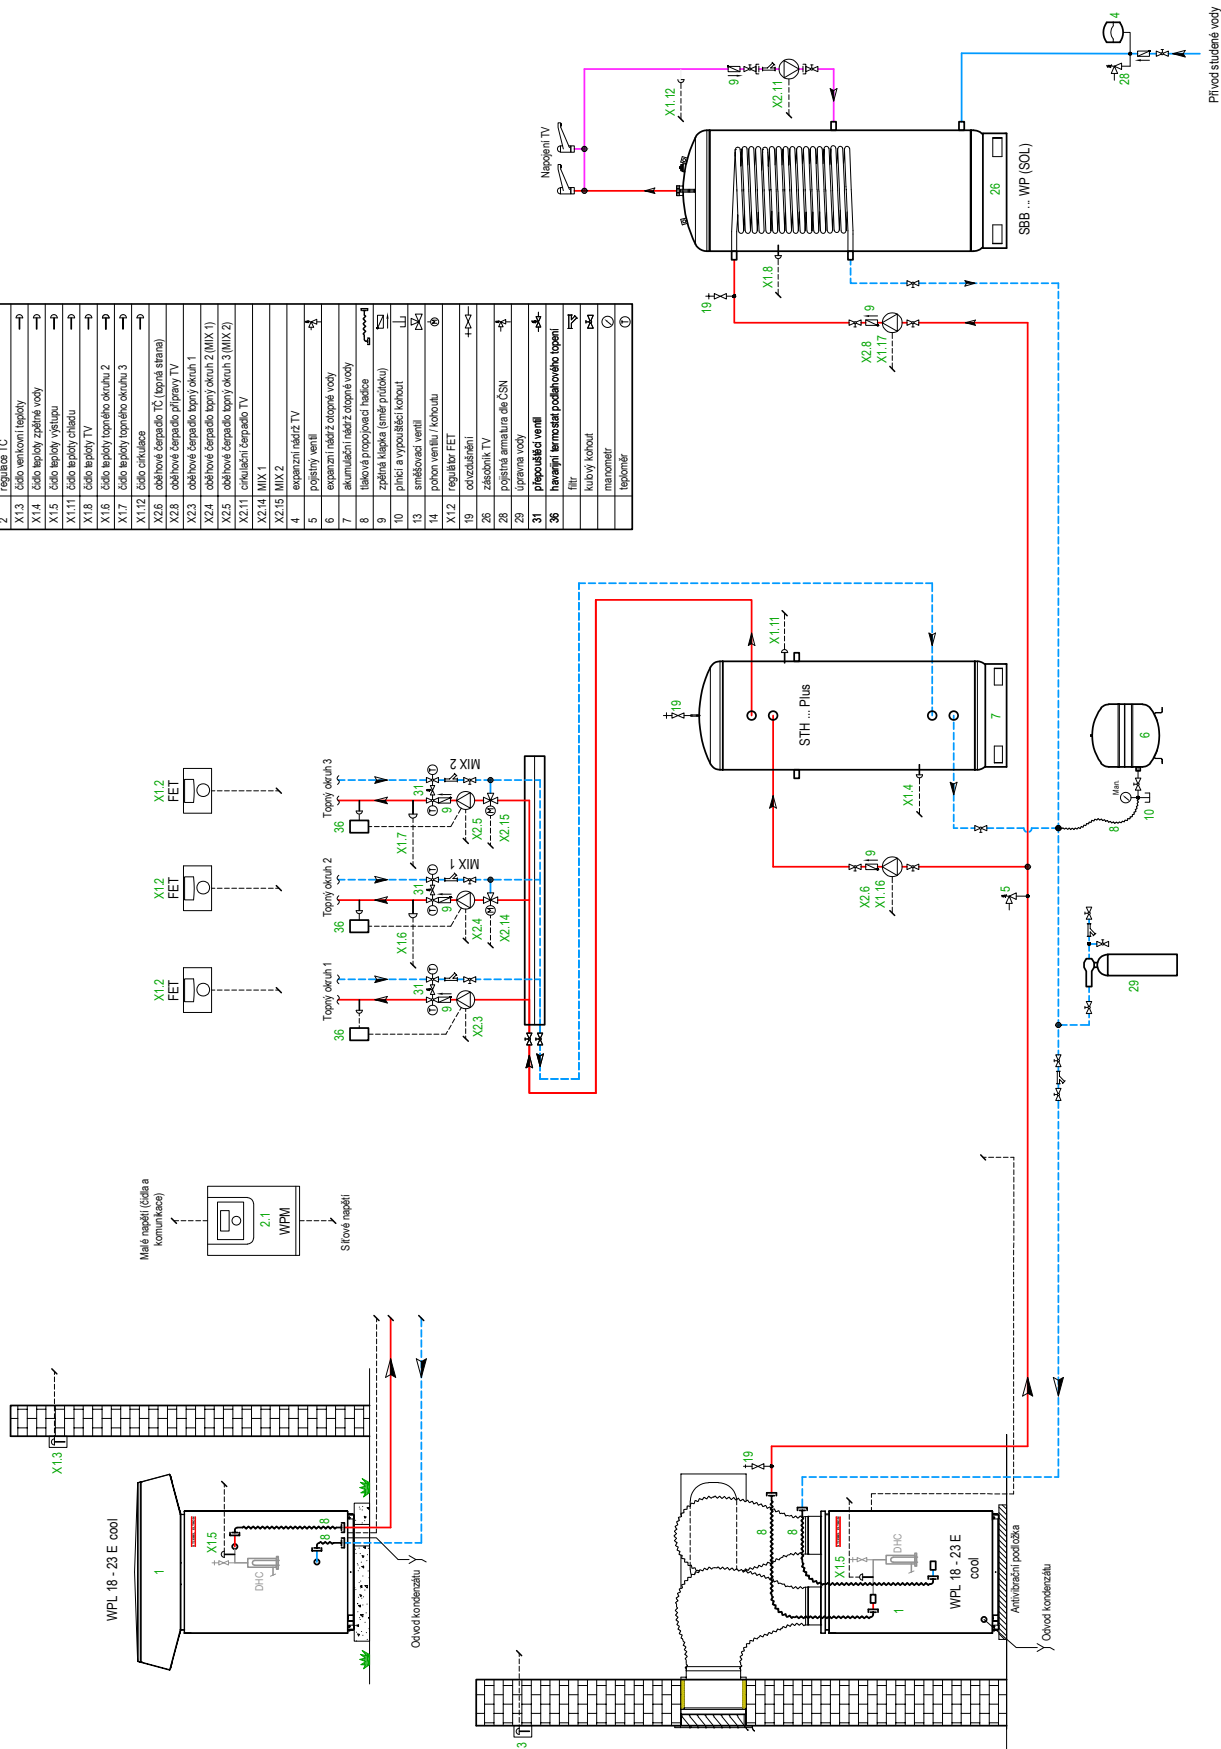 2 regulace TČ
X1.3 čidlo venkovní teploty
X1.4 čidlo teploty zpětné vody
X1.5 čidlo teploty výstupu
X1.11 čidlo teploty chladu
X1.8 čidlo teploty TV
X1.6 čidlo teploty topného okruhu 2
X1.7 čidlo teploty topného okruhu 3
X1.12 čidlo cirkulace
X2.6 oběhové čerpadlo TČ (topná strana)
X2.8 oběhové čerpadlo přípravy TV
X2.3 oběhové čerpadlo topný okruh 1
X2.4 oběhové čerpadlo topný okruh 2 (MIX 1)
X2.5 oběhové čerpadlo topný okruh 3 (MIX 2)
X2.11 cirkulační čerpadlo TV
X2.14 MIX 1
X2.15 MIX 2
4 expanzní nádrž TV
5 pojistný ventil
6 expanzní nádrž otopné vody
7 akumulační nádrž otopné vody
8 tlaková propojovací hadice
9 zpětná klapka (směr průtoku)
10 plnící a vypouštěcí kohout
13 směšovací ventil
14 pohon ventilu / kohoutu
X1.2 regulátor FET
19 odvzdušnění
26 zásobník TV
28 pojistná armatura dle ČSN
29 úpravna vody
31 přepouštěcí ventil
36 havarijní termostat podlahového topení
filtr
kulový kohout
manometr
teploměr
WPL 18 - 23 E cool
1
X1.3
X1.5
DHC
8
8
Odvod kondenzátu
Malé napětí (čidla a
komunikace)
2.1
WPM
Síťové napětí
X1.2
FET
X1.2
FET
X1.2
FET
Topný okruh 1
36
31
9
X2.3
Topný okruh 2
36
31
9
X1.6
X2.4
X2.14
MIX 1
Topný okruh 3
36
31
9
X1.7
X2.5
X2.15
MIX 2
Napojení TV
X1.12
9
X2.11
4
28
Přívod studené vody
26
SBB ... WP (SOL)
X1.8
19
9
X2.8
X1.17
19
X1.11
STH ... Plus
7
X1.4
9
X2.6
X1.16
5
Man.
6
10
8
29
3
19
8
8
X1.5
DHC
1
WPL 18 - 23 E
cool
Antivibrační podložka
Odvod kondenzátu